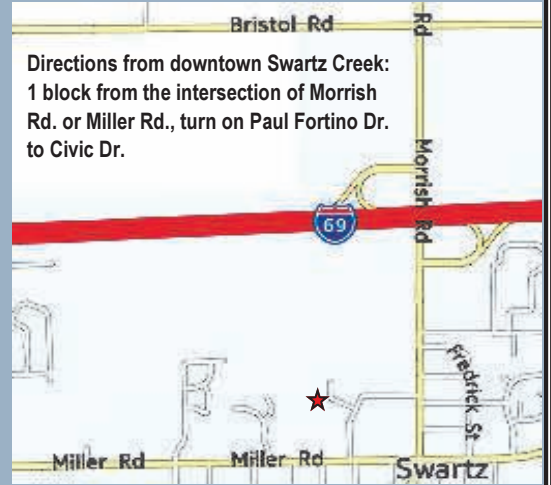 Bristol Rd
Rd
Directions from downtown Swartz Creek:
1 block from the intersection of Morrish
Rd. or Miller Rd., turn on Paul Fortino Dr.
to Civic Dr.
Morrish Rd
69
Fredrick St
Miller Rd
Miller Rd
Swartz